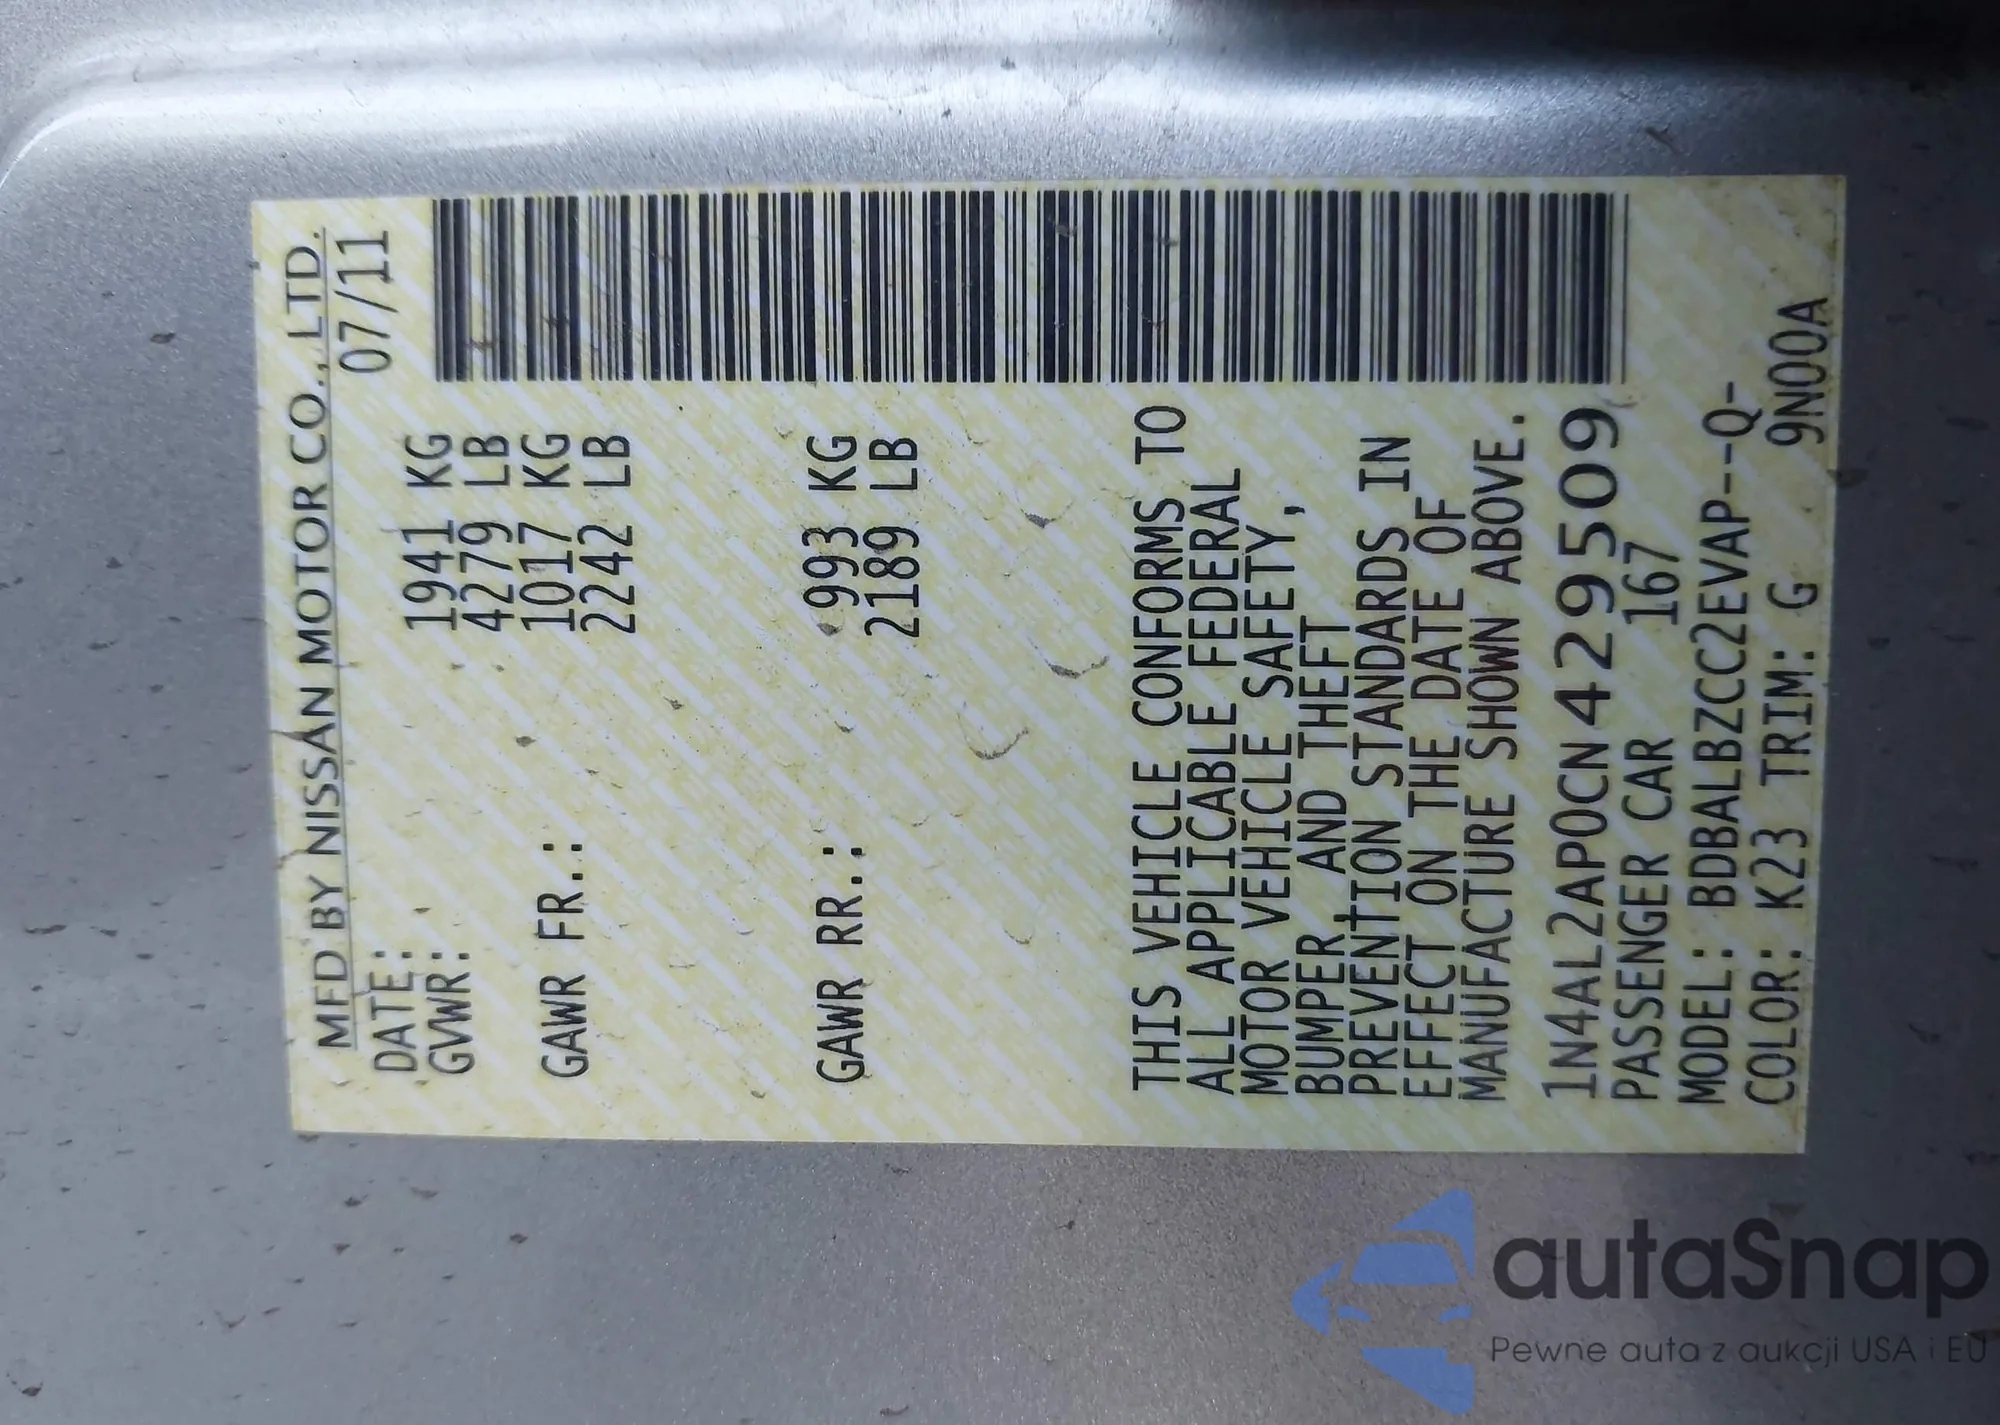 MFD BY NISSAN MOTOR CO., LTD.
DATE: 07/11
GVWR: 1941 KG
4279 LB
GAWR FR.: 1017 KG
2242 LB
GAWR RR.: 993 KG
2189 LB
THIS VEHICLE CONFORMS TO
ALL APPLICABLE FEDERAL
MOTOR VEHICLE SAFETY,
BUMPER AND THEFT
PREVENTION STANDARDS IN
EFFECT ON THE DATE OF
MANUFACTURE SHOWN ABOVE.
1N4AL2AP0CN429509
PASSENGER CAR 167
MODEL: BDBALBZCC2EVAP--Q-
COLOR: K23 TRIM: G 9N00A
autaSnap
Pewne auta z aukcji USA i EU